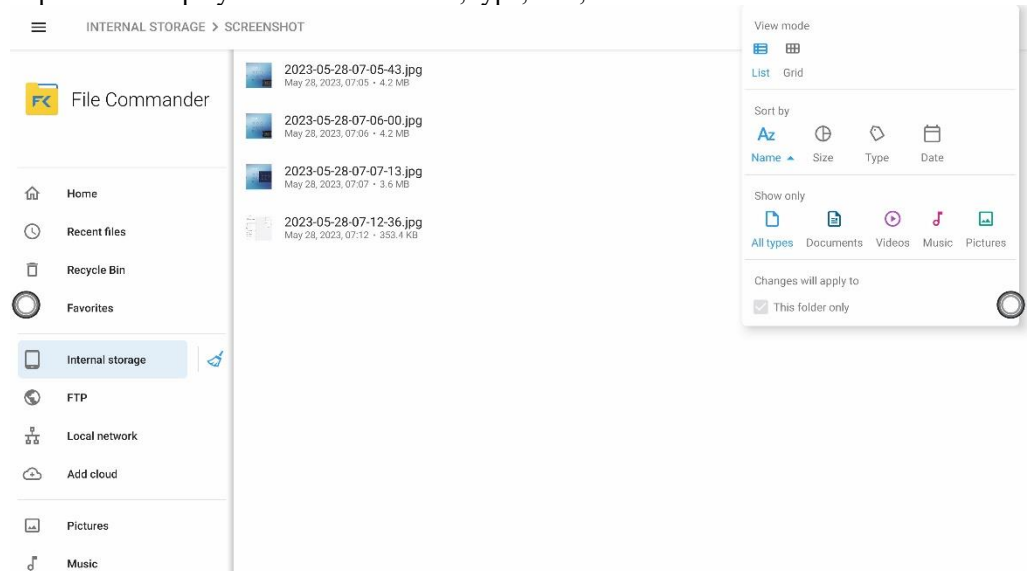 INTERNAL STORAGE > SCREENSHOT
FK File Commander
Home
Recent files
Recycle Bin
Favorites
Internal storage
FTP
Local network
Add cloud
Pictures
Music
2023-05-28-07-05-43.jpg
May 28, 2023, 07:05 • 4.2 MB
2023-05-28-07-06-00.jpg
May 28, 2023, 07:06 • 4.2 MB
2023-05-28-07-07-13.jpg
May 28, 2023, 07:07 • 3.6 MB
2023-05-28-07-12-36.jpg
May 28, 2023, 07:12 • 353.4 KB
View mode
List Grid
Sort by
Az
Name Size Type Date
Show only
All types Documents Videos Music Pictures
Changes will apply to
This folder only